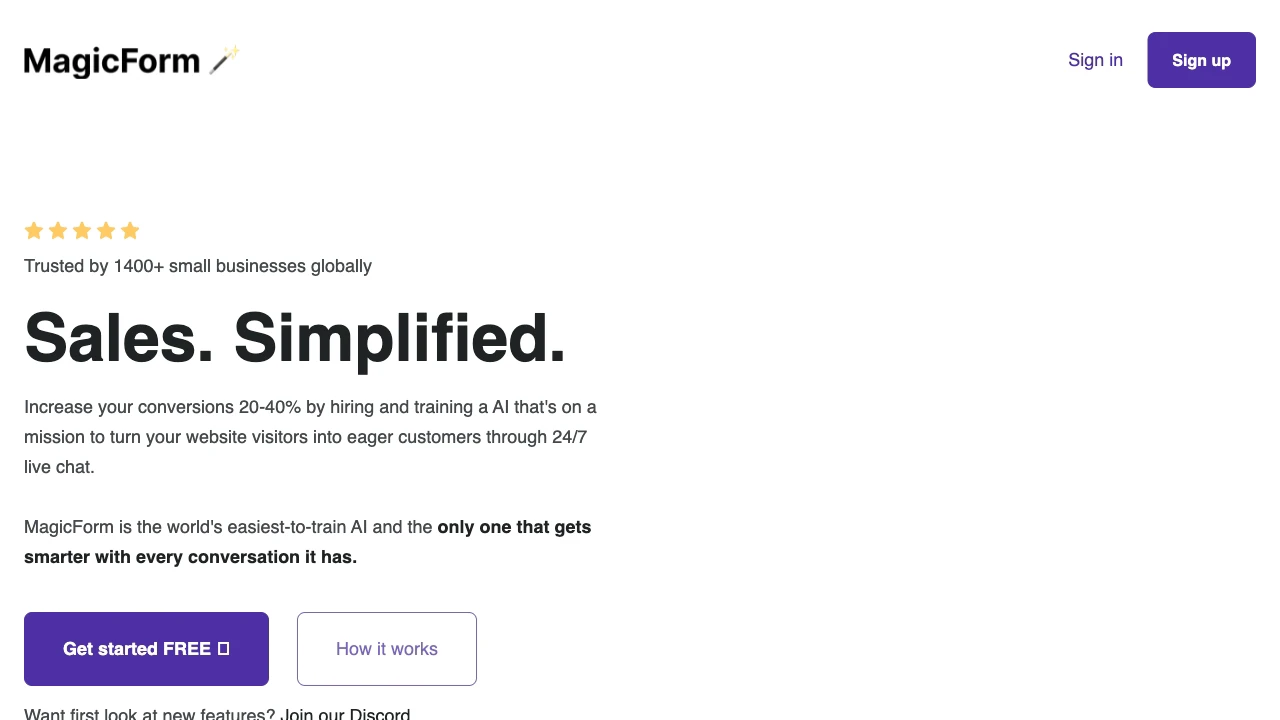 MagicForm
Sign in
Sign up
Trusted by 1400+ small businesses globally
Sales. Simplified.
Increase your conversions 20-40% by hiring and training a AI that's on a
mission to turn your website visitors into eager customers through 24/7
live chat.
MagicForm is the world's easiest-to-train AI and the only one that gets
smarter with every conversation it has.
Get started FREE
How it works
Want first look at new features? Join our Discord